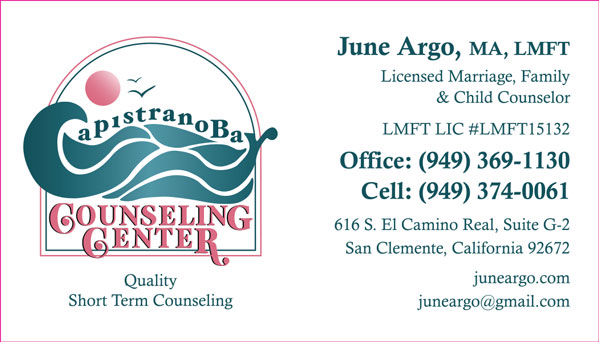 CapistranoBay
COUNSELING
CENTER
Quality
Short Term Counseling
June Argo, MA, LMFT
Licensed Marriage, Family
& Child Counselor
LMFT LIC #LMFT15132
Office: (949) 369-1130
Cell: (949) 374-0061
616 S. El Camino Real, Suite G-2
San Clemente, California 92672
juneargo.com
juneargo@gmail.com